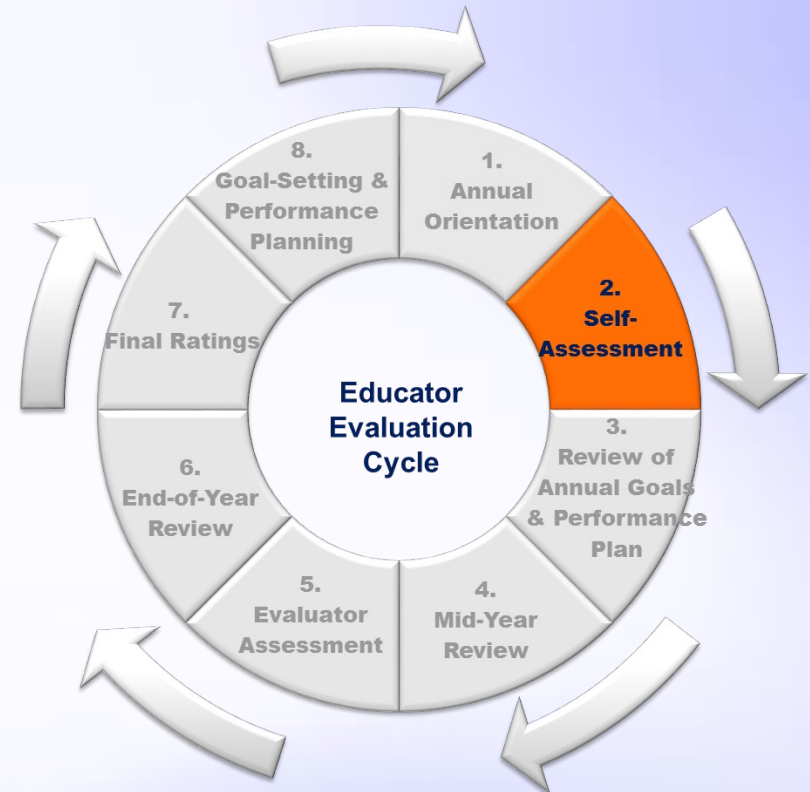 Educator
Evaluation
Cycle
1.
Annual
Orientation
2.
Self-
Assessment
3.
Review of
Annual Goals
& Performance
Plan
4.
Mid-Year
Review
5.
Evaluator
Assessment
6.
End-of-Year
Review
7.
Final Ratings
8.
Goal-Setting &
Performance
Planning